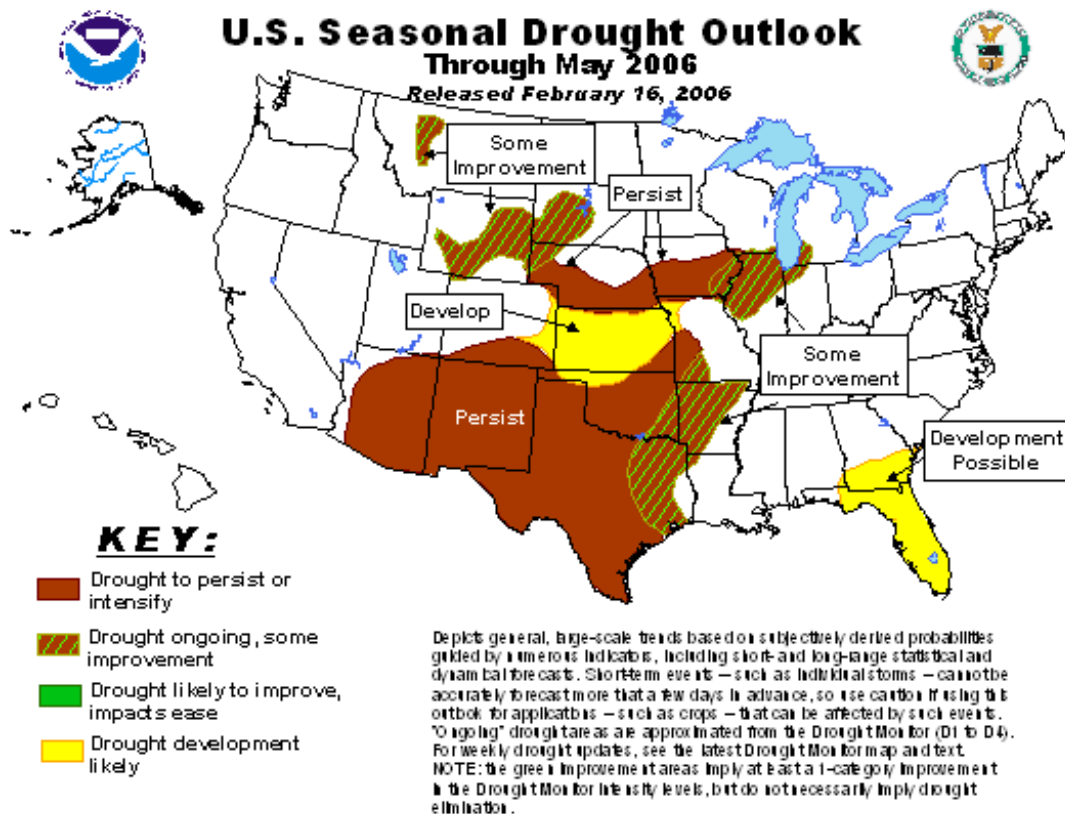 U.S. Seasonal Drought Outlook
Through May 2006
Released February 16, 2006
Some
Improvement
Persist
Develop
Some
Improvement
Persist
Development
Possible
KEY:
Drought to persist or
intensify
Drought ongoing, some
improvement
Drought likely to improve,
impacts ease
Drought development
likely
Depicts general, large-scale trends based on subjectively derived probabilities
guided by numerous indicators, including short- and long-range statistical and
dynamical forecasts. Short-term events -- such as individual storms -- cannot be
accurately forecast more that a few days in advance, so use caution if using this
outlook for applications -- such as crops -- that can be affected by such events.
"Ongoing" drought areas are approximated from the Drought Monitor (D1 to D4).
For weekly drought updates, see the latest Drought Monitor map and text.
NOTE: the green improvement areas imply at least a 1-category improvement
in the Drought Monitor intensity levels, but do not necessarily imply drought
elimination.